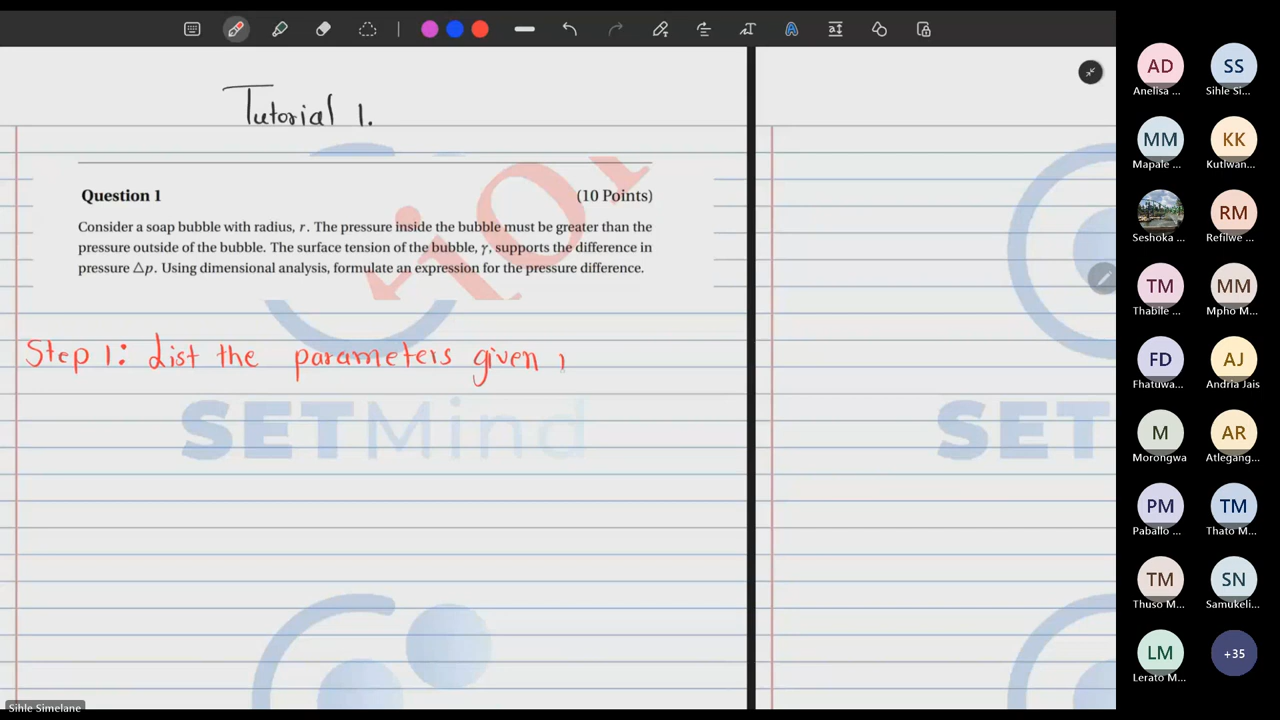 Tutorial 1.
Question 1 (10 Points)
Consider a soap bubble with radius, r. The pressure inside the bubble must be greater than the
pressure outside of the bubble. The surface tension of the bubble, γ, supports the difference in
pressure △p. Using dimensional analysis, formulate an expression for the pressure difference.
Step 1: List the parameters given
SETMind
SET
AD
Anelisa ...
SS
Sihle Si...
MM
Mapale ...
KK
Kutlwan...
Seshoka ...
RM
Refilwe ...
TM
Thabile ...
MM
Mpho M...
FD
Fhatuwa...
AJ
Andria Jais
M
Morongwa
AR
Atlegang...
PM
Paballo ...
TM
Thato M...
TM
Thuso M...
SN
Samukeli...
LM
Lerato M...
+35
Sihle Simelane